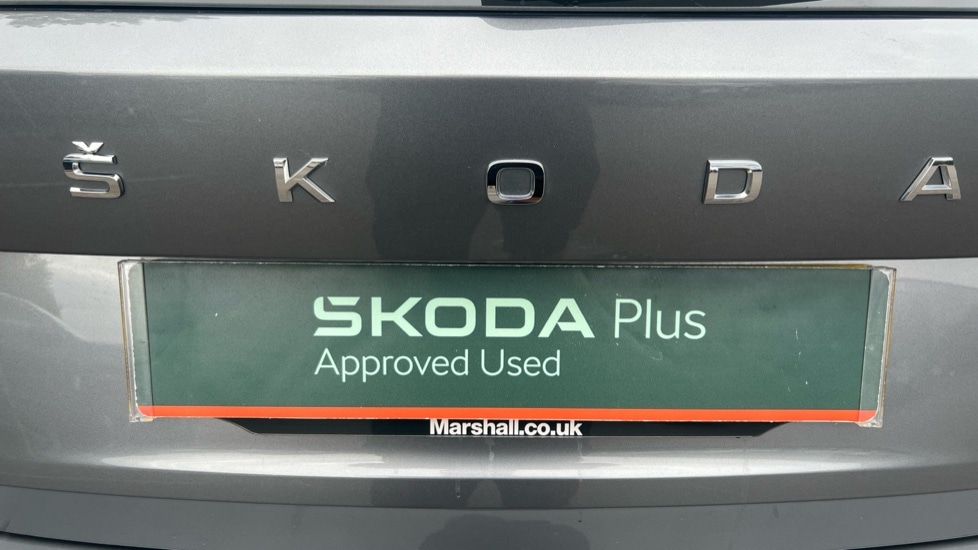 ŠKODA
ŠKODA Plus
Approved Used
Marshall.co.uk